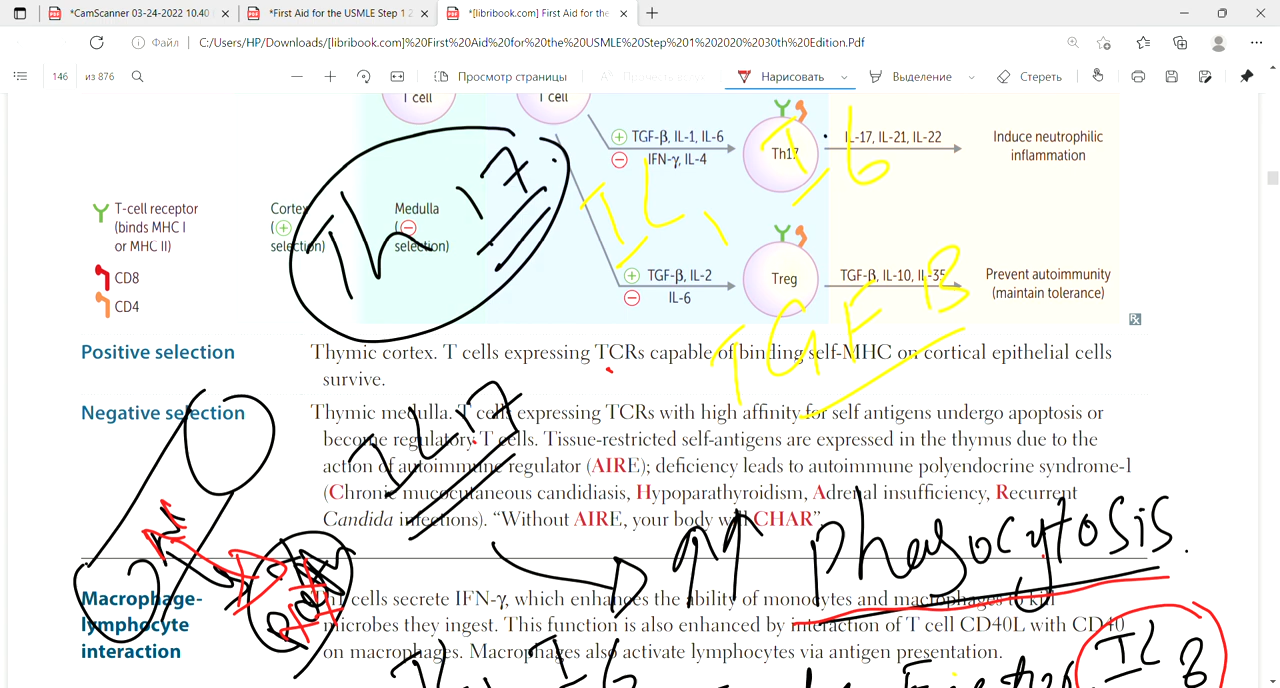 *CamScanner 03-24-2022 10.40
*First Aid for the USMLE Step 1 2
*[libribook.com] First Aid for the
Файл
C:/Users/HP/Downloads/[libribook.com]%20First%20Aid%20for%20the%20USMLE%20Step%201%202020%2030th%20Edition.Pdf
146 из 876
Просмотр страницы
Нарисовать
Выделение
Стереть
T cell
T cell
TGF-β, IL-1, IL-6
IFN-γ, IL-4
Th17
IL-17, IL-21, IL-22
Induce neutrophilic
inflammation
T-cell receptor
(binds MHC I
or MHC II)
Cortex
(+
selection)
Medulla
(−
selection)
CD8
CD4
TGF-β, IL-2
IL-6
Treg
TGF-β, IL-10, IL-35
Prevent autoimmunity
(maintain tolerance)
Th 17
IL 1
I 6
TGF B
Positive selection
Thymic cortex. T cells expressing TCRs capable of binding self-MHC on cortical epithelial cells
survive.
Negative selection
Thymic medulla. T cells expressing TCRs with high affinity for self antigens undergo apoptosis or
become regulatory T cells. Tissue-restricted self-antigens are expressed in the thymus due to the
action of autoimmune regulator (AIRE); deficiency leads to autoimmune polyendocrine syndrome-1
(Chronic mucocutaneous candidiasis, Hypoparathyroidism, Adrenal insufficiency, Recurrent
Candida infections). “Without AIRE, your body will CHAR”.
IL 17
phagocytosis.
Macrophage-
lymphocyte
interaction
Th1 cells secrete IFN-γ, which enhances the ability of monocytes and macrophages to kill
microbes they ingest. This function is also enhanced by interaction of T cell CD40L with CD40
on macrophages. Macrophages also activate lymphocytes via antigen presentation.
IL 8